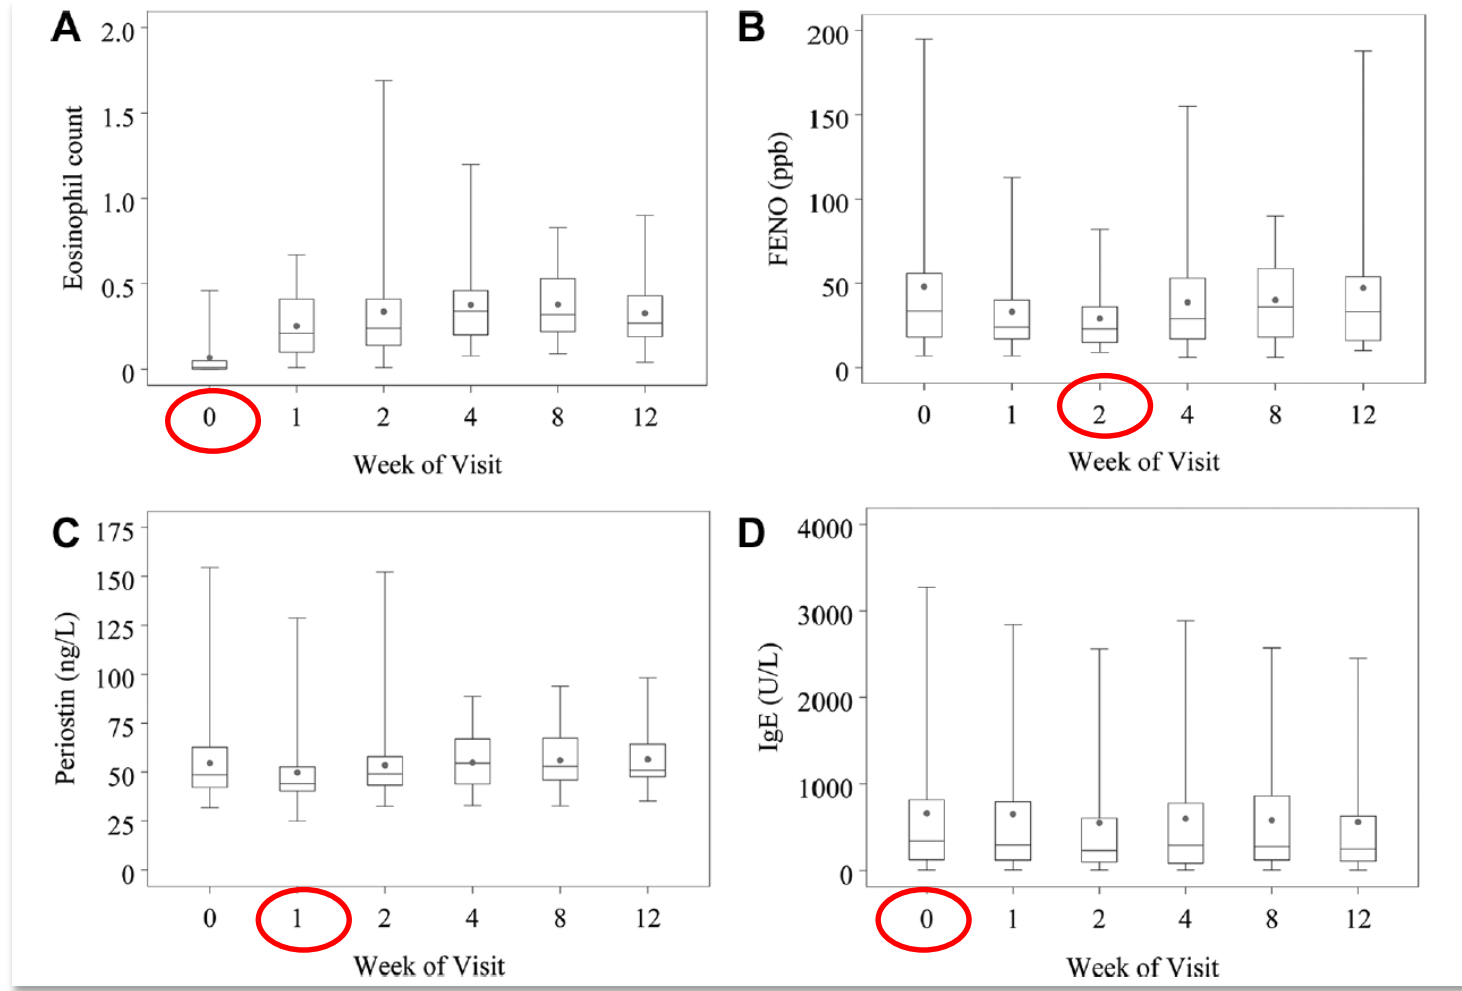 A
Eosinophil count
2.0
1.5
1.0
0.5
0
0 1 2 4 8 12
Week of Visit
B
FENO (ppb)
200
150
100
50
0
0 1 2 4 8 12
Week of Visit
C
Periostin (ng/L)
175
150
125
100
75
50
25
0
0 1 2 4 8 12
Week of Visit
D
IgE (U/L)
4000
3000
2000
1000
0
0 1 2 4 8 12
Week of Visit